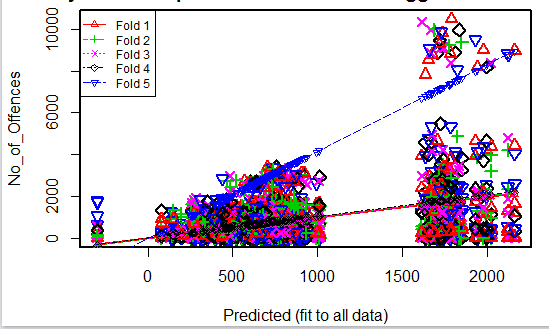 Fold 1
Fold 2
Fold 3
Fold 4
Fold 5
No_of_Offences
0
2000
6000
10000
0
500
1000
1500
2000
Predicted (fit to all data)